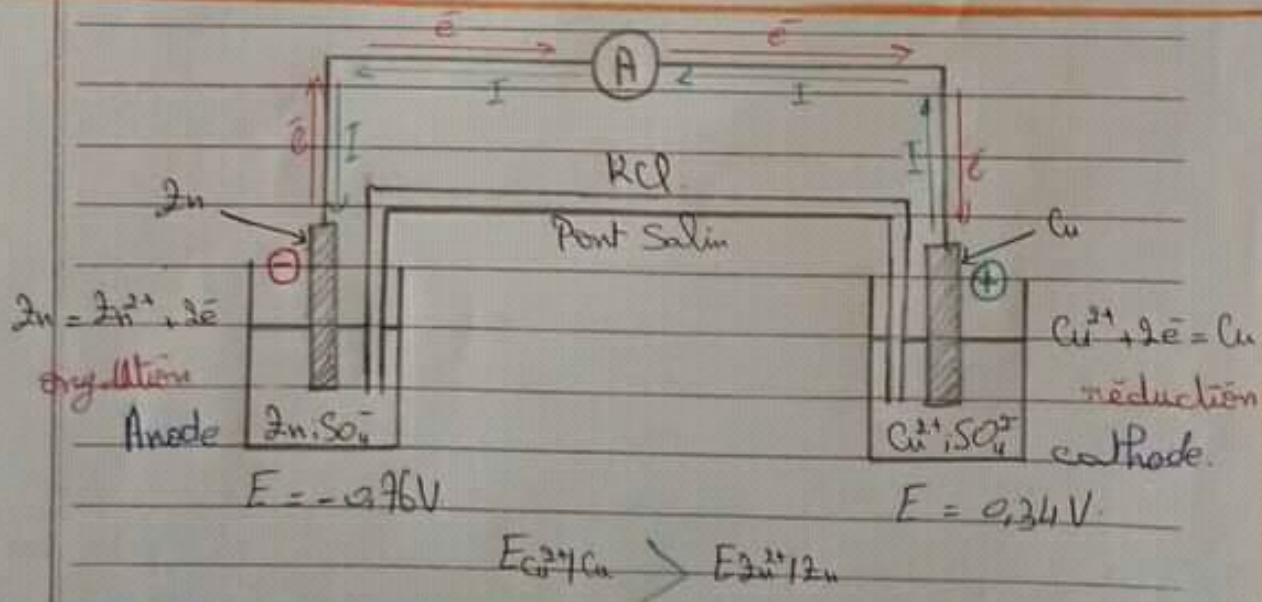 e̅ e̅
A
I I
e̅ I I e̅
KCl
Zn Pont Salin Cu
⊖ ⊕
Zn = Zn²⁺ + 2e̅ Cu²⁺ + 2e̅ = Cu
oxydation réduction
Anode Zn, SO₄⁻ Cu²⁺, SO₄²⁻ cathode.
E = -0,76V E = 0,34V.
E Cu²⁺/Cu > E Zn²⁺/Zn